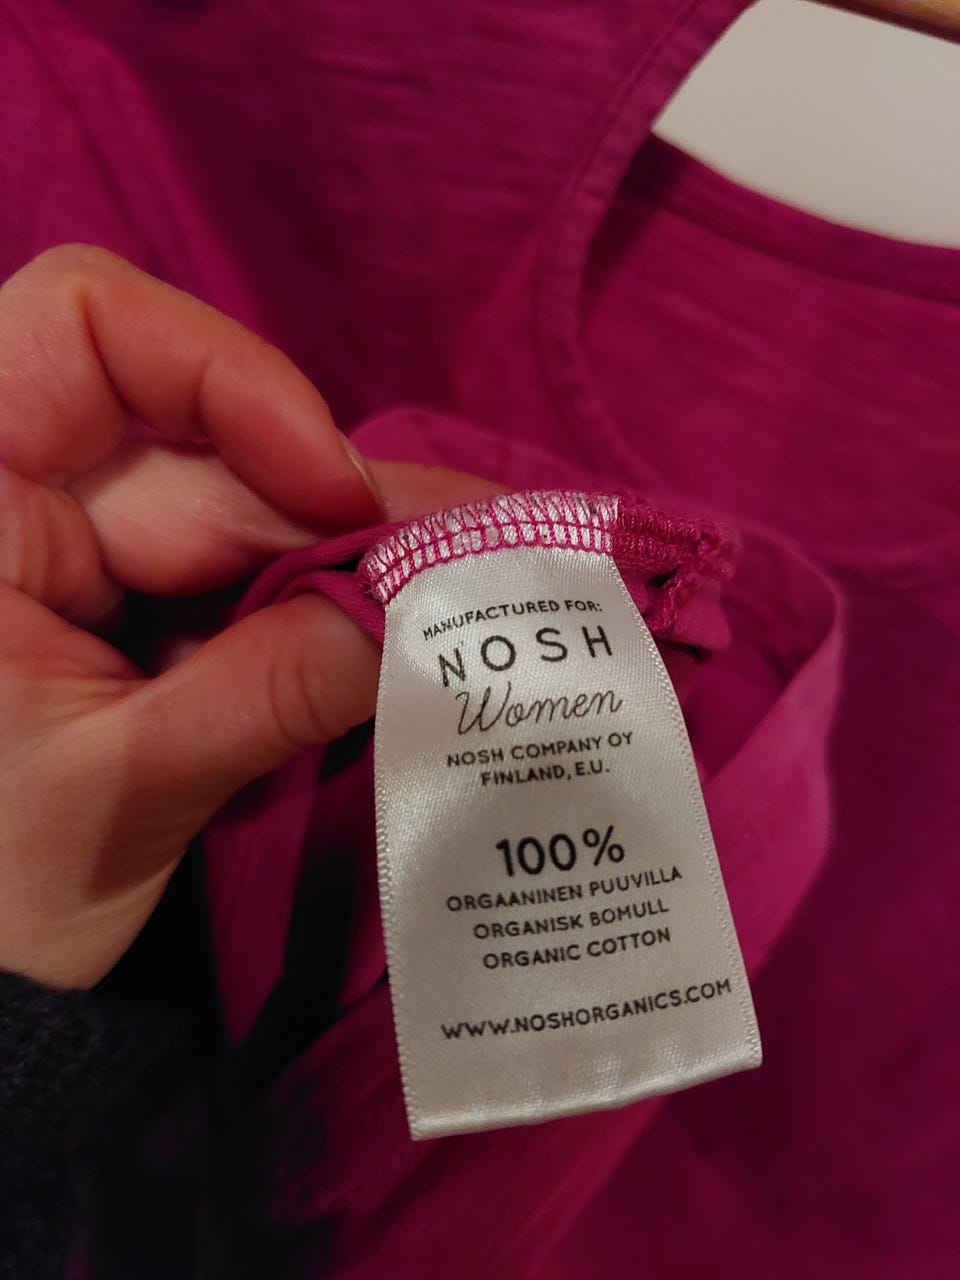 MANUFACTURED FOR:
NOSH
Women
NOSH COMPANY OY
FINLAND, E.U.
100%
ORGAANINEN PUUVILLA
ORGANISK BOMULL
ORGANIC COTTON
WWW.NOSHORGANICS.COM